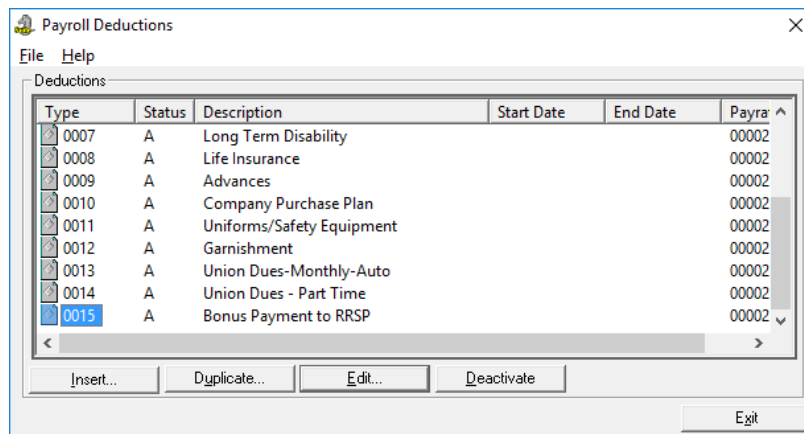 Payroll Deductions
File Help
Deductions
Type Status Description Start Date End Date Payra
0007 A Long Term Disability 00002
0008 A Life Insurance 00002
0009 A Advances 00002
0010 A Company Purchase Plan 00002
0011 A Uniforms/Safety Equipment 00002
0012 A Garnishment 00002
0013 A Union Dues-Monthly-Auto 00002
0014 A Union Dues - Part Time 00002
0015 A Bonus Payment to RRSP 00002
Insert... Duplicate... Edit... Deactivate
Exit